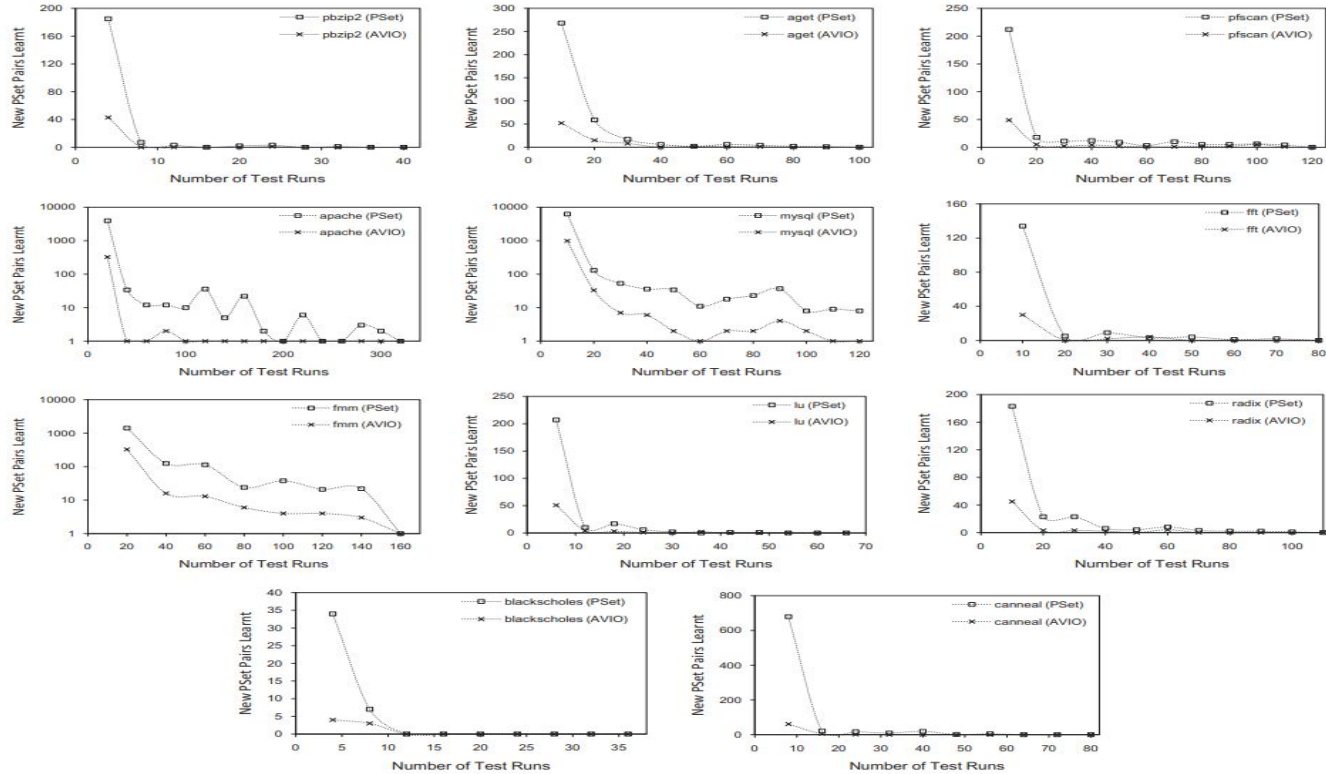 New PSet Pairs Learnt
200
160
120
80
40
0
pbzip2 (PSet)
pbzip2 (AVIO)
0 10 20 30 40
Number of Test Runs
New PSet Pairs Learnt
300
250
200
150
100
50
0
aget (PSet)
aget (AVIO)
0 20 40 60 80 100
Number of Test Runs
New PSet Pairs Learnt
250
200
150
100
50
0
pfscan (PSet)
pfscan (AVIO)
0 20 40 60 80 100 120
Number of Test Runs
New PSet Pairs Learnt
10000
1000
100
10
1
apache (PSet)
apache (AVIO)
0 100 200 300
Number of Test Runs
New PSet Pairs Learnt
10000
1000
100
10
1
mysql (PSet)
mysql (AVIO)
0 20 40 60 80 100 120
Number of Test Runs
New PSet Pairs Learnt
160
120
80
40
0
fft (PSet)
fft (AVIO)
0 10 20 30 40 50 60 70 80
Number of Test Runs
New PSet Pairs Learnt
10000
1000
100
10
1
fmm (PSet)
fmm (AVIO)
0 20 40 60 80 100 120 140 160
Number of Test Runs
New PSet Pairs Learnt
250
200
150
100
50
0
lu (PSet)
lu (AVIO)
0 10 20 30 40 50 60 70
Number of Test Runs
New PSet Pairs Learnt
200
160
120
80
40
0
radix (PSet)
radix (AVIO)
0 20 40 60 80 100
Number of Test Runs
New PSet Pairs Learnt
40
35
30
25
20
15
10
5
0
blackscholes (PSet)
blackscholes (AVIO)
0 5 10 15 20 25 30 35
Number of Test Runs
New PSet Pairs Learnt
800
600
400
200
0
canneal (PSet)
canneal (AVIO)
0 10 20 30 40 50 60 70 80
Number of Test Runs